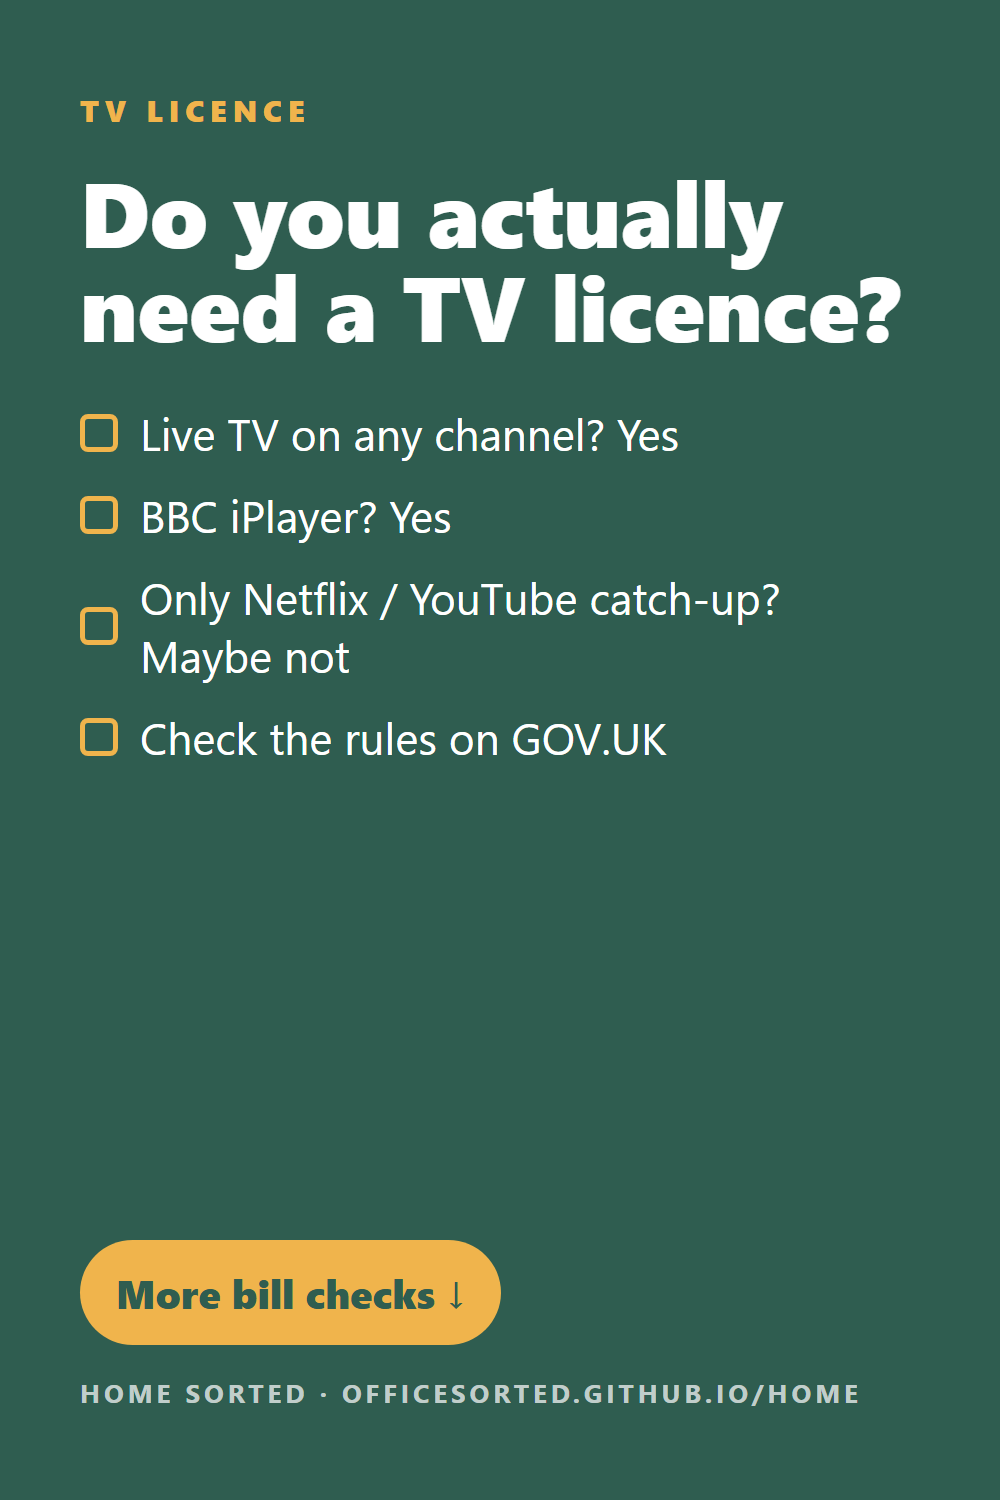 TV LICENCE
Do you actually
need a TV licence?
Live TV on any channel? Yes
BBC iPlayer? Yes
Only Netflix / YouTube catch-up?
Maybe not
Check the rules on GOV.UK
More bill checks ↓
HOME SORTED · OFFICESORTED.GITHUB.IO/HOME